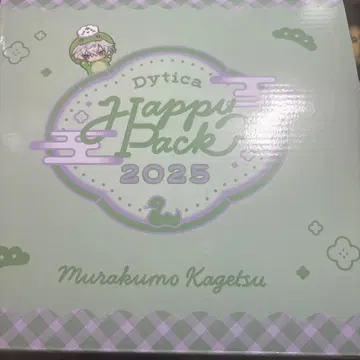 Dytica
Happy
Pack
2025
Murakumo Kagetsu